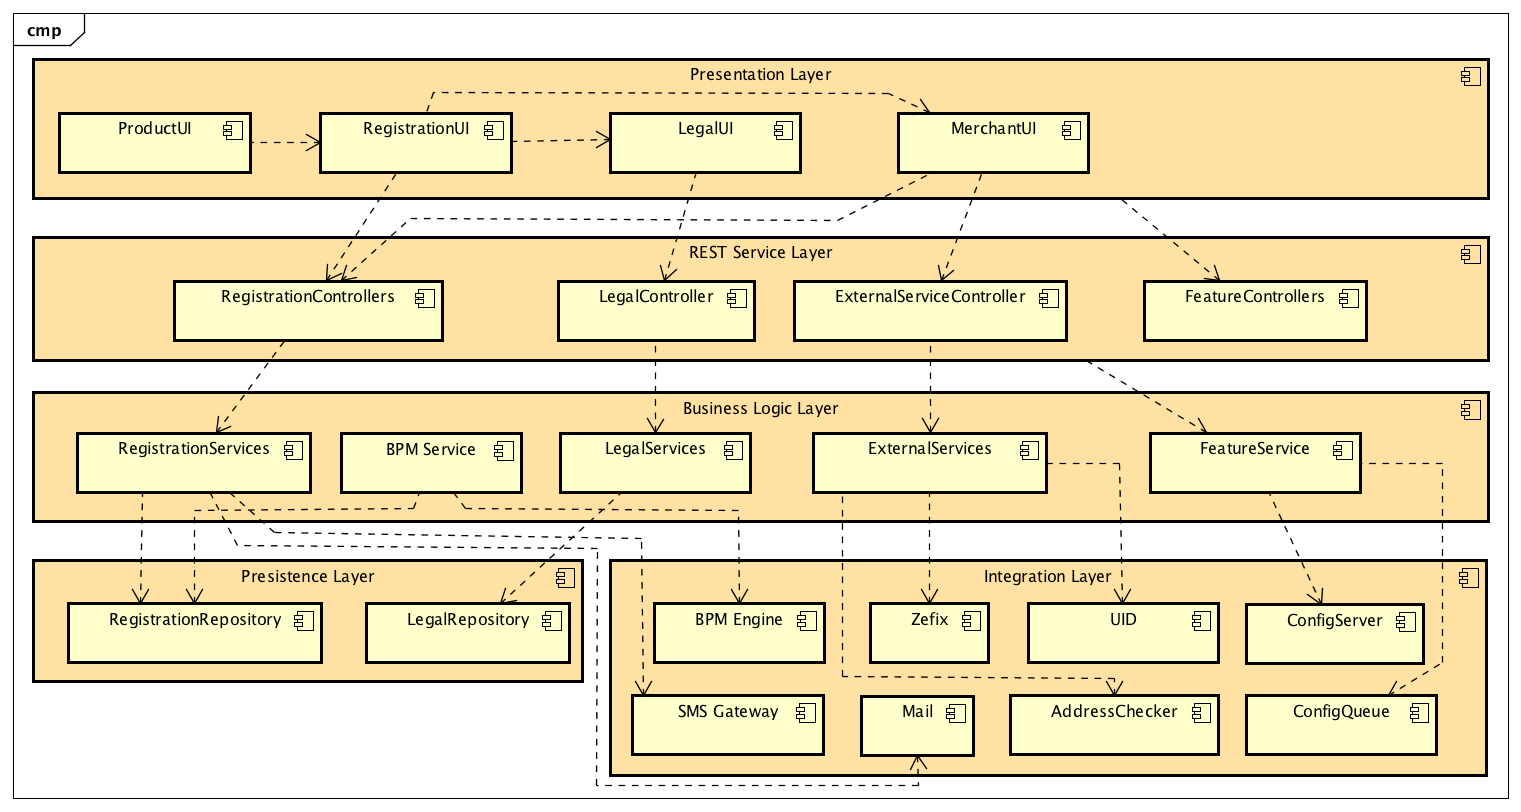 cmp
Presentation Layer
ProductUI
RegistrationUI
LegalUI
MerchantUI
REST Service Layer
RegistrationControllers
LegalController
ExternalServiceController
FeatureControllers
Business Logic Layer
RegistrationServices
BPM Service
LegalServices
ExternalServices
FeatureService
Presistence Layer
RegistrationRepository
LegalRepository
Integration Layer
BPM Engine
Zefix
UID
ConfigServer
SMS Gateway
Mail
AddressChecker
ConfigQueue